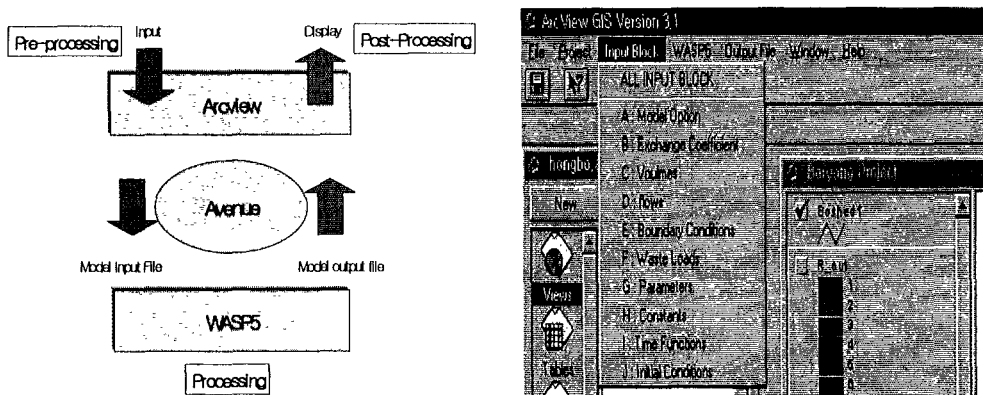 Pre-processing
Input
Display
Post-Processing
Arcview
Avenue
Model Input File
Model output file
WASP5
Processing
ArcView GIS Version 3.1
File Project Input Block WASP5 Output File Window Help
ALL INPUT BLOCK
A : Model Option
B : Exchange Coefficient
C : Volumes
D : flows
E : Boundary Conditions
F : Waste Loads
G : Parameters
H : Constants
I : Time Functions
J : Initial Conditions
New
Views
Tables
1
2
3
4
5
6